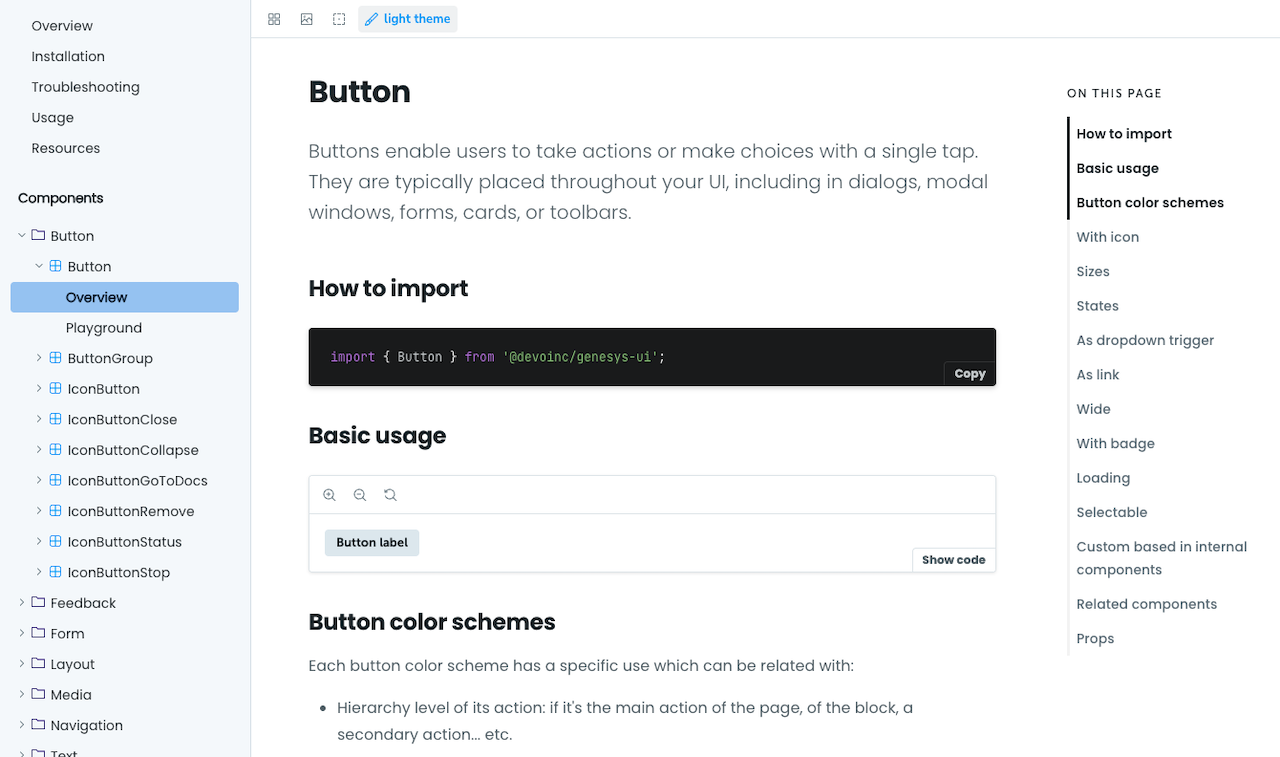 Overview
Installation
Troubleshooting
Usage
Resources
Components
Button
Button
Overview
Playground
ButtonGroup
IconButton
IconButtonClose
IconButtonCollapse
IconButtonGoToDocs
IconButtonRemove
IconButtonStatus
IconButtonStop
Feedback
Form
Layout
Media
Navigation
Text
light theme
Button
Buttons enable users to take actions or make choices with a single tap.
They are typically placed throughout your UI, including in dialogs, modal
windows, forms, cards, or toolbars.
How to import
import { Button } from '@devoinc/genesys-ui';
Copy
Basic usage
Button label
Show code
Button color schemes
Each button color scheme has a specific use which can be related with:
• Hierarchy level of its action: if it's the main action of the page, of the block, a
secondary action... etc.
ON THIS PAGE
How to import
Basic usage
Button color schemes
With icon
Sizes
States
As dropdown trigger
As link
Wide
With badge
Loading
Selectable
Custom based in internal
components
Related components
Props